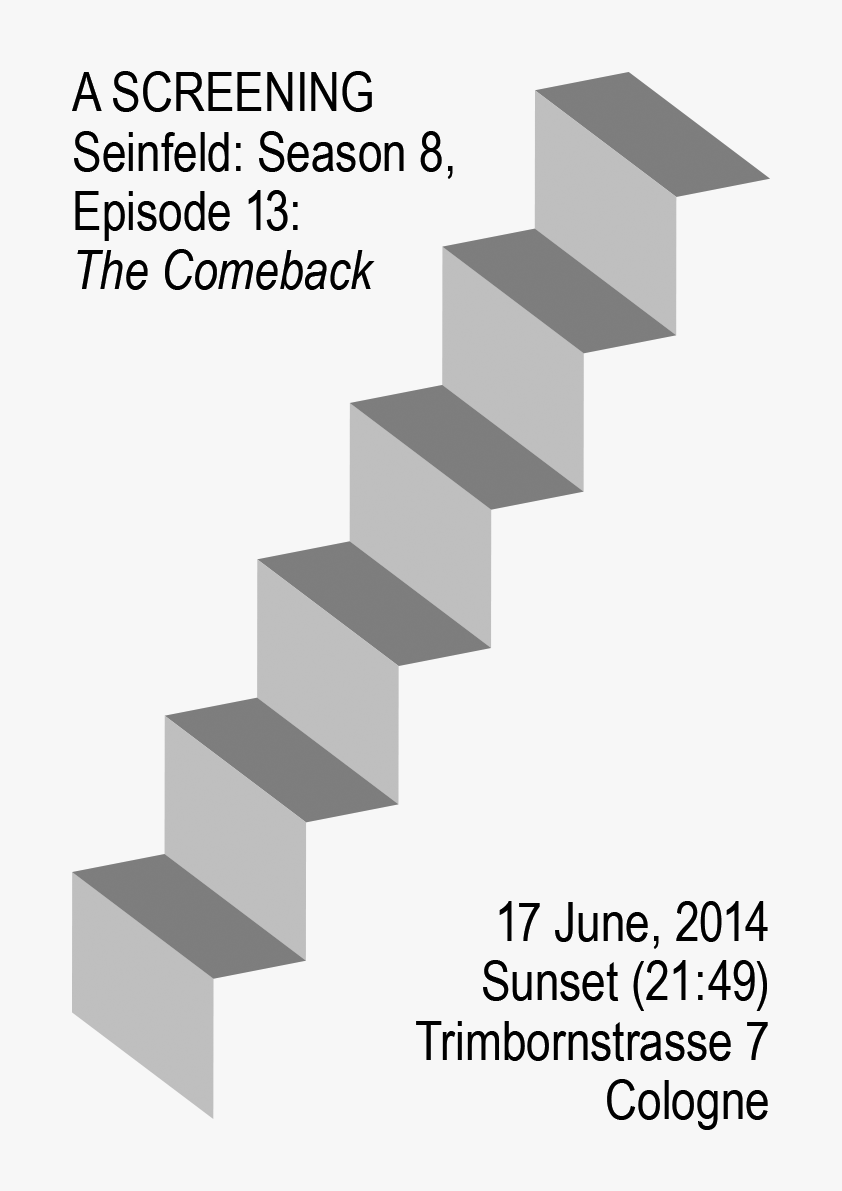 A SCREENING
Seinfeld: Season 8,
Episode 13:
The Comeback
17 June, 2014
Sunset (21:49)
Trimbornstrasse 7
Cologne